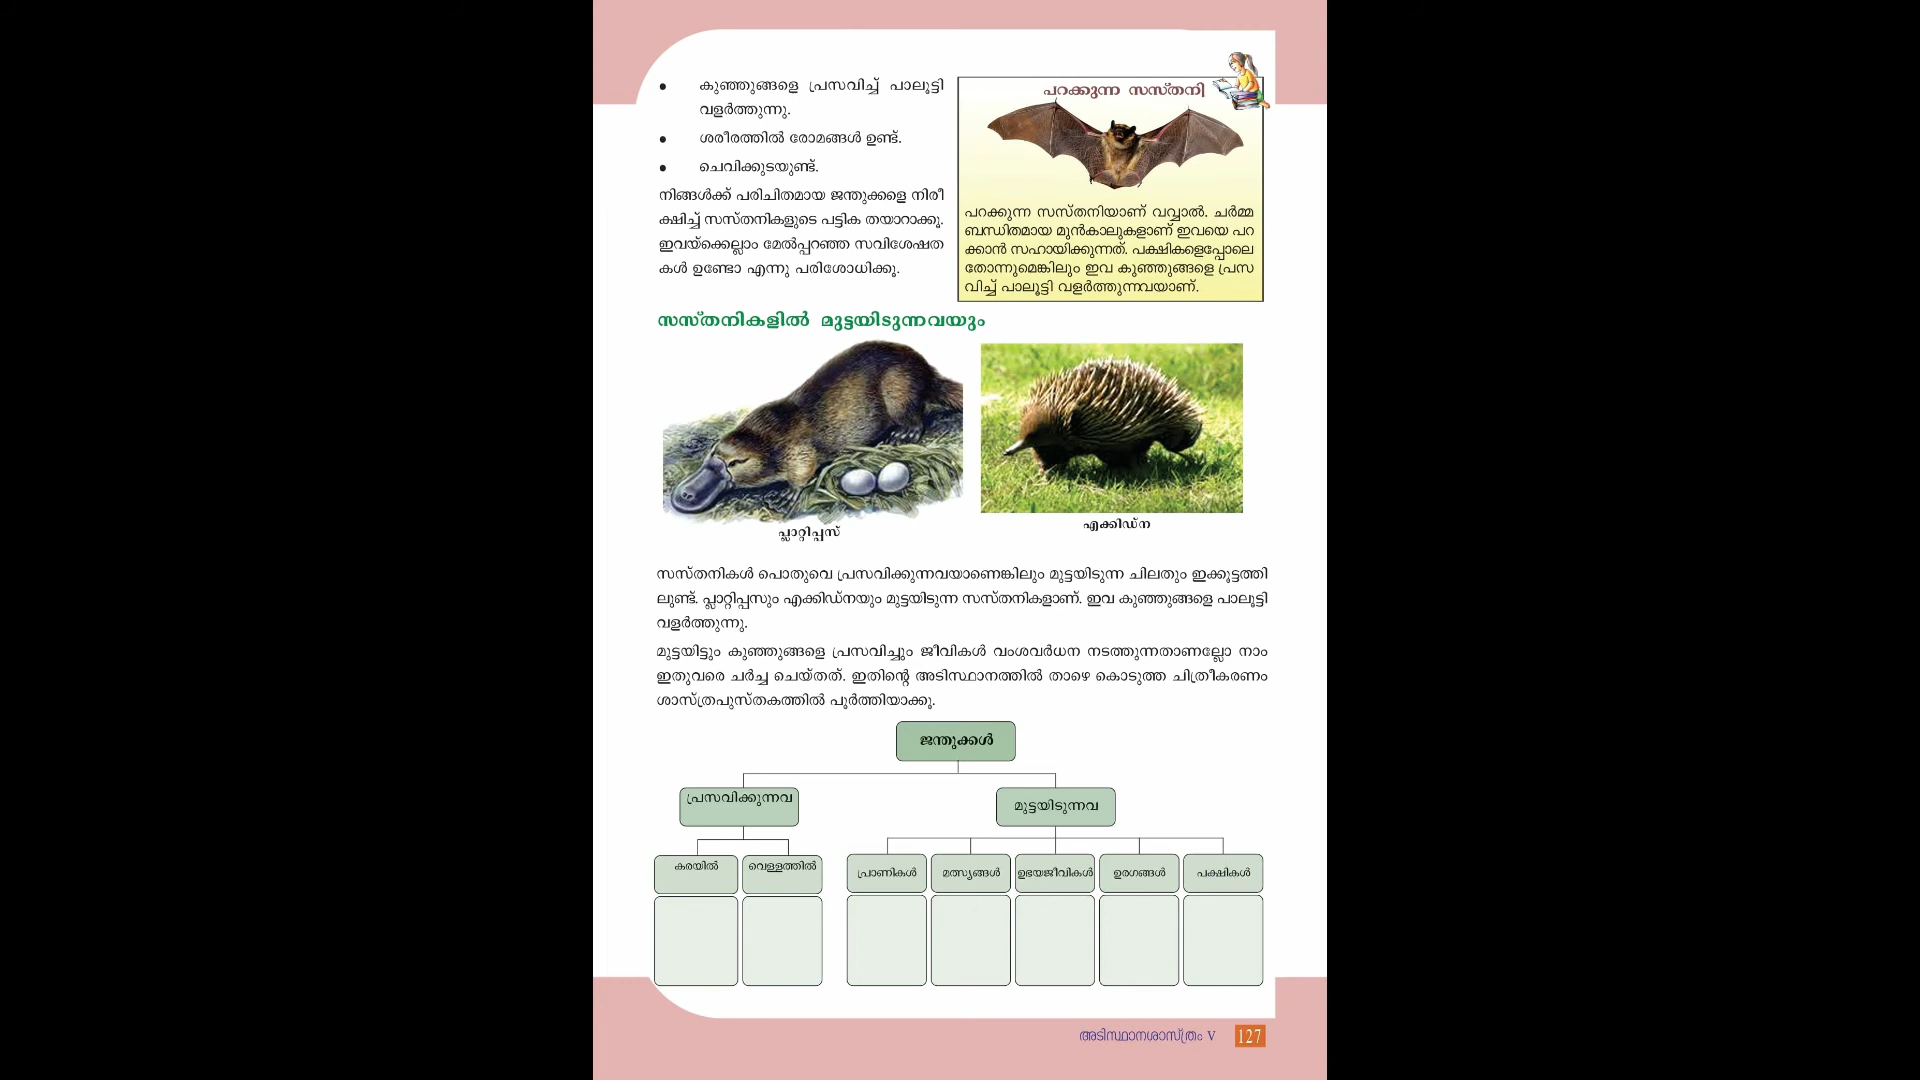 • കുഞ്ഞുങ്ങളെ പ്രസവിച്ച് പാലൂട്ടി
വളർത്തുന്നു.
• ശരീരത്തിൽ രോമങ്ങൾ ഉണ്ട്.
• ചെവിക്കുടയുണ്ട്.
നിങ്ങൾക്ക് പരിചിതമായ ജന്തുക്കളെ നിരീ
ക്ഷിച്ച് സസ്തനികളുടെ പട്ടിക തയാറാക്കൂ.
ഇവയ്ക്കെല്ലാം മേൽപ്പറഞ്ഞ സവിശേഷത
കൾ ഉണ്ടോ എന്നു പരിശോധിക്കൂ.
പറക്കുന്ന സസ്തനി
പറക്കുന്ന സസ്തനിയാണ് വവ്വാൽ. ചർമ്മ
ബന്ധിതമായ മുൻകാലുകളാണ് ഇവയെ പറ
ക്കാൻ സഹായിക്കുന്നത്. പക്ഷികളെപ്പോലെ
തോന്നുമെങ്കിലും ഇവ കുഞ്ഞുങ്ങളെ പ്രസ
വിച്ച് പാലൂട്ടി വളർത്തുന്നവയാണ്.
സസ്തനികളിൽ മുട്ടയിടുന്നവയും
പ്ലാറ്റിപ്പസ്
എക്കിഡ്ന
സസ്തനികൾ പൊതുവെ പ്രസവിക്കുന്നവയാണെങ്കിലും മുട്ടയിടുന്ന ചിലതും ഇക്കൂട്ടത്തി
ലുണ്ട്. പ്ലാറ്റിപ്പസും എക്കിഡ്നയും മുട്ടയിടുന്ന സസ്തനികളാണ്. ഇവ കുഞ്ഞുങ്ങളെ പാലൂട്ടി
വളർത്തുന്നു.
മുട്ടയിട്ടും കുഞ്ഞുങ്ങളെ പ്രസവിച്ചും ജീവികൾ വംശവർധന നടത്തുന്നതാണല്ലോ നാം
ഇതുവരെ ചർച്ച ചെയ്തത്. ഇതിന്റെ അടിസ്ഥാനത്തിൽ താഴെ കൊടുത്ത ചിത്രീകരണം
ശാസ്ത്രപുസ്തകത്തിൽ പൂർത്തിയാക്കൂ.
ജന്തുക്കൾ
പ്രസവിക്കുന്നവ
മുട്ടയിടുന്നവ
കരയിൽ
വെള്ളത്തിൽ
പ്രാണികൾ
മത്സ്യങ്ങൾ
ഉഭയജീവികൾ
ഉരഗങ്ങൾ
പക്ഷികൾ
അടിസ്ഥാനശാസ്ത്രം V 127